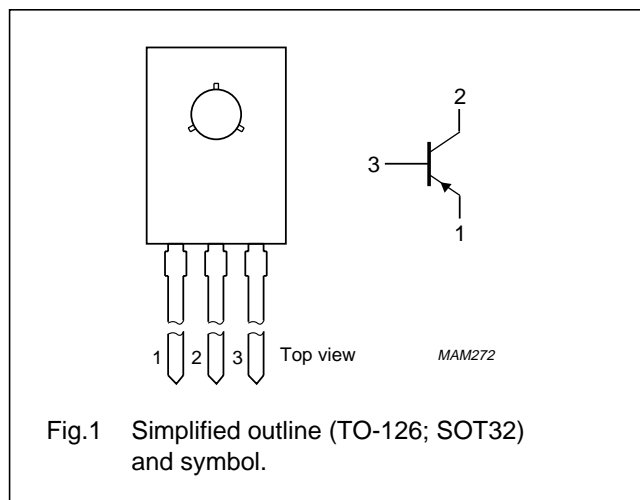 2
3
1
1 2 3 Top view MAM272
Fig.1 Simplified outline (TO-126; SOT32)
and symbol.